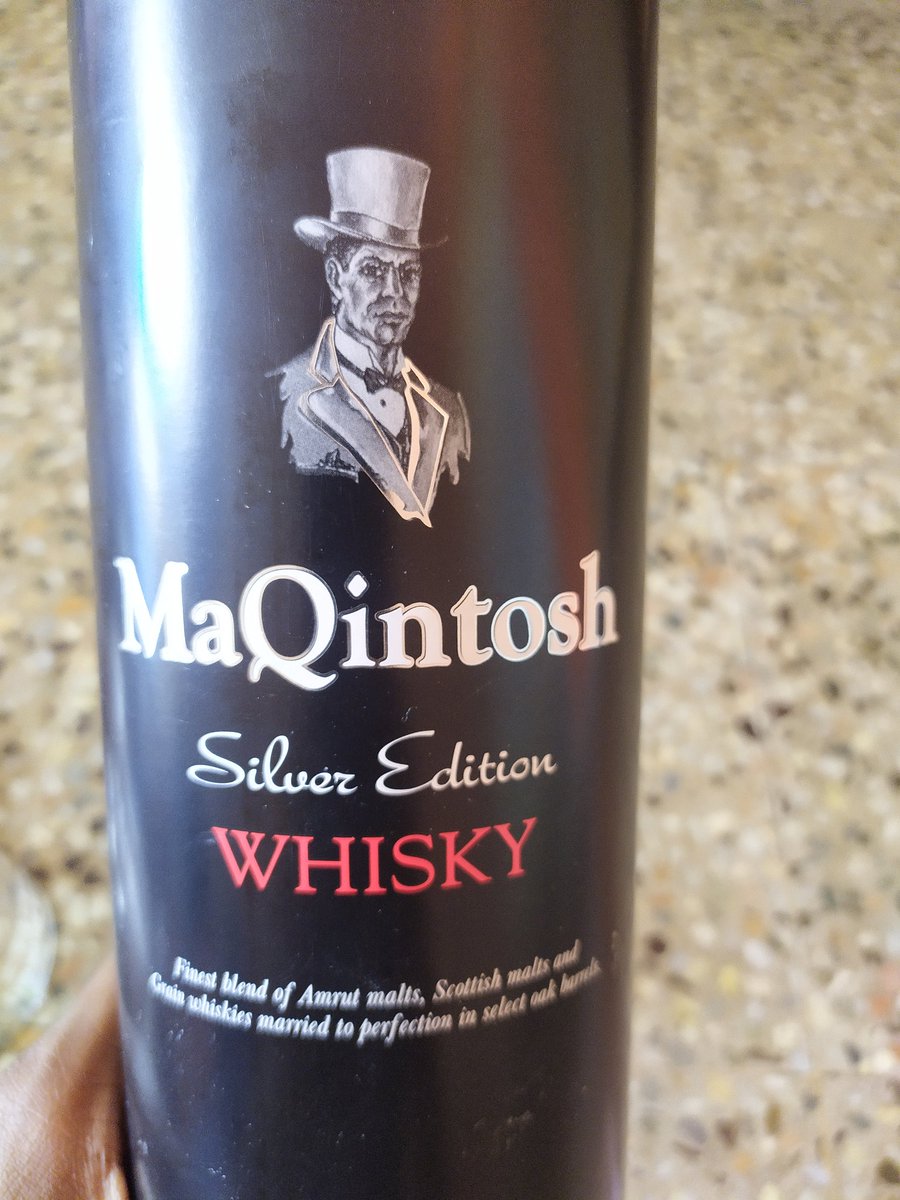 MaQintosh
Silver Edition
WHISKY
Finest blend of Amrut malts, Scottish malts and
Grain whiskies married to perfection in select oak barrels.